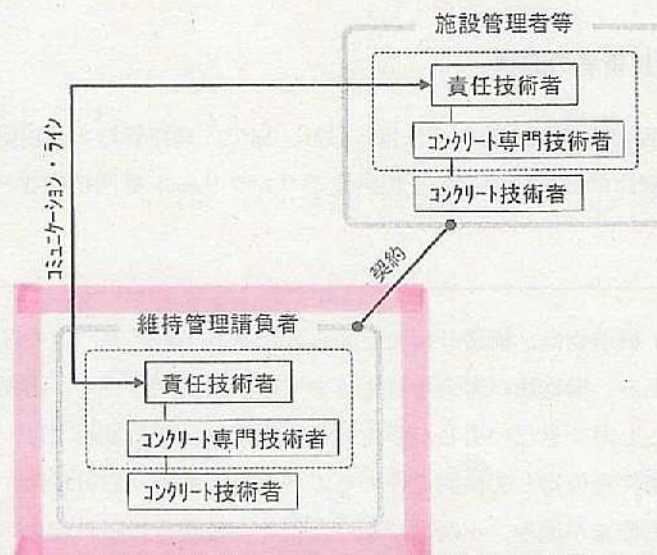 施設管理者等
責任技術者
コンクリート専門技術者
コンクリート技術者
コミュニケーション・ライン
契約
維持管理請負者
責任技術者
コンクリート専門技術者
コンクリート技術者